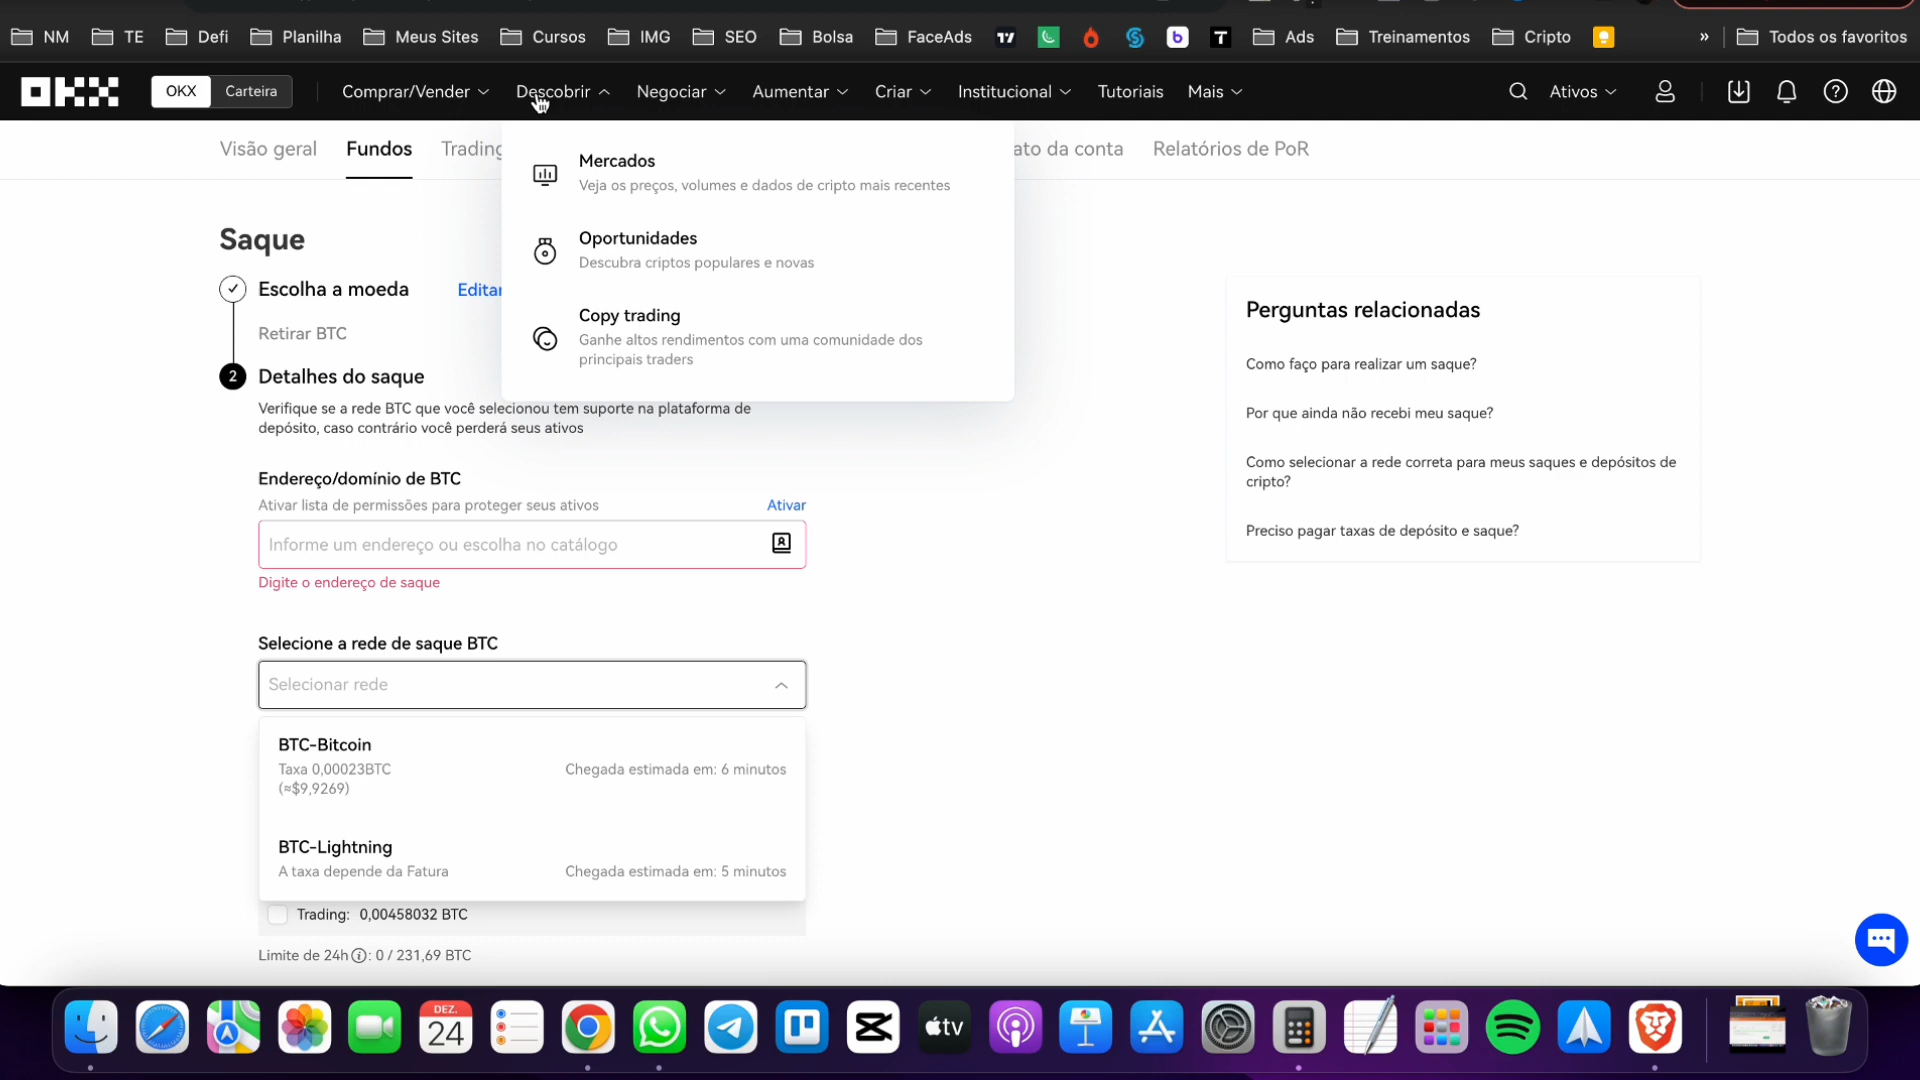 NM
TE
Defi
Planilha
Meus Sites
Cursos
IMG
SEO
Bolsa
FaceAds
Ads
Treinamentos
Cripto
»
Todos os favoritos
OKX
OKX
Carteira
Comprar/Vender
Descobrir
Negociar
Aumentar
Criar
Institucional
Tutoriais
Mais
Ativos
Visão geral
Fundos
Trading
ato da conta
Relatórios de PoR
Mercados
Veja os preços, volumes e dados de cripto mais recentes
Oportunidades
Descubra criptos populares e novas
Copy trading
Ganhe altos rendimentos com uma comunidade dos
principais traders
Saque
Escolha a moeda
Editar
Retirar BTC
2
Detalhes do saque
Verifique se a rede BTC que você selecionou tem suporte na plataforma de
depósito, caso contrário você perderá seus ativos
Endereço/domínio de BTC
Ativar lista de permissões para proteger seus ativos
Ativar
Informe um endereço ou escolha no catálogo
Digite o endereço de saque
Selecione a rede de saque BTC
Selecionar rede
BTC-Bitcoin
Taxa 0,00023BTC
(≈$9,9269)
Chegada estimada em: 6 minutos
BTC-Lightning
A taxa depende da Fatura
Chegada estimada em: 5 minutos
Trading: 0,00458032 BTC
Limite de 24h: 0 / 231,69 BTC
Perguntas relacionadas
Como faço para realizar um saque?
Por que ainda não recebi meu saque?
Como selecionar a rede correta para meus saques e depósitos de
cripto?
Preciso pagar taxas de depósito e saque?
DEZ.
24
tv